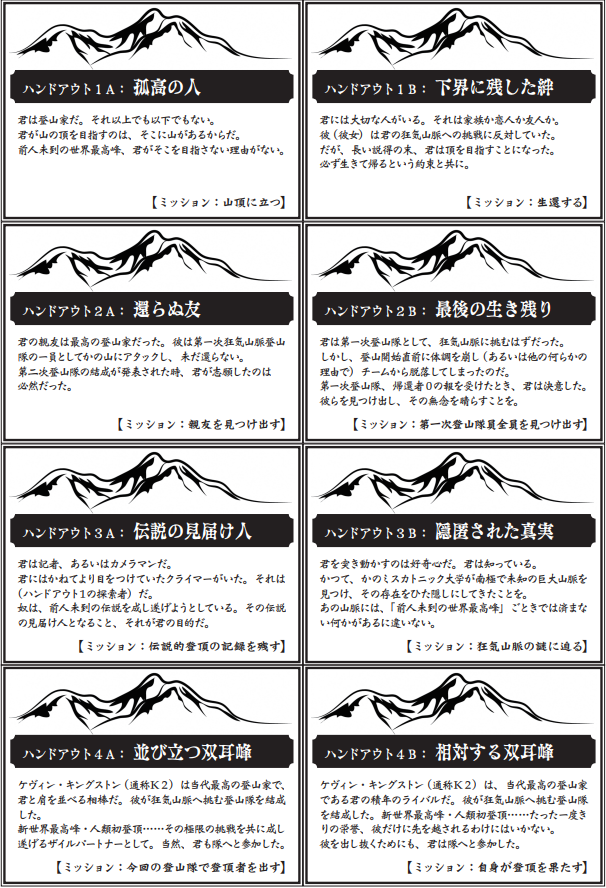 ハンドアウト1A：孤高の人
君は登山家だ。それ以上でも以下でもない。
君が山の頂を目指すのは、そこに山があるからだ。
前人未到の世界最高峰、君がそこを目指さない理由がない。
【ミッション：山頂に立つ】
ハンドアウト1B：下界に残した絆
君には大切な人がいる。それは家族か恋人か友人か。
彼（彼女）は君の狂気山脈への挑戦に反対していた。
だが、長い説得の末、君は頂を目指すことになった。
必ず生きて帰るという約束と共に。
【ミッション：生還する】
ハンドアウト2A：還らぬ友
君の親友は最高の登山家だった。彼は第一次狂気山脈登山
隊の一員としてかの山にアタックし、未だ還らない。
第二次登山隊の結成が発表された時、君が志願したのは
必然だった。
【ミッション：親友を見つけ出す】
ハンドアウト2B：最後の生き残り
君は第一次登山隊として、狂気山脈に挑むはずだった。
しかし、登山開始直前に体調を崩し（あるいは他の何らかの
理由で）チームから脱落してしまったのだ。
第一次登山隊、帰還者0の報を受けたとき、君は決意した。
彼らを見つけ出し、その無念を晴らすことを。
【ミッション：第一次登山隊員全員を見つけ出す】
ハンドアウト3A：伝説の見届け人
君は記者、あるいはカメラマンだ。
君にはかねてより目をつけていたクライマーがいた。それは
（ハンドアウト1の探索者）だ。
奴は、前人未到の伝説を成し遂げようとしている。その伝説
の見届け人となること、それが君の目的だ。
【ミッション：伝説的登頂の記録を残す】
ハンドアウト3B：隠匿された真実
君を突き動かすのは好奇心だ。君は知っている。
かつて、かのミスカトニック大学が南極で未知の巨大山脈を
見つけ、その存在をひた隠しにしてきたことを。
あの山脈には、「前人未到の世界最高峰」ごときでは済まな
い何かがあるに違いない。
【ミッション：狂気山脈の謎に迫る】
ハンドアウト4A：並び立つ双耳峰
ケヴィン・キングストン（通称K2）は当代最高の登山家で、
君と肩を並べる相棒だ。彼が狂気山脈へ挑む登山隊を結成
した。
新世界最高峰・人類初登頂……その極限の挑戦を共に成し
遂げるザイルパートナーとして。当然、君も隊へと参加した。
【ミッション：今回の登山隊で登頂者を出す】
ハンドアウト4B：相対する双耳峰
ケヴィン・キングストン（通称K2）は、当代最高の登山家
である君の積年のライバルだ。彼が狂気山脈へ挑む登山隊
を結成した。新世界最高峰・人類初登頂……たった一度き
りの栄誉、彼だけに先を越されるわけにはいかない。
彼を出し抜くためにも、君は隊へと参加した。
【ミッション：自身が登頂を果たす】